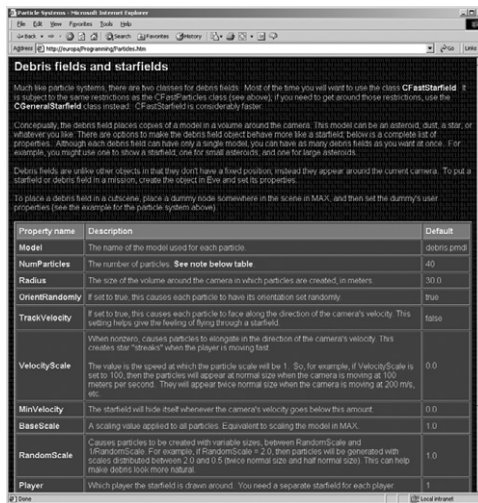 Particle Systems - Microsoft Internet Explorer
File Edit View Favorites Tools Help
Back Search Favorites History
Address http://europa/Programming/Particles.htm Go Links
Debris fields and starfields
Much like particle systems, there are two classes for debris fields. Most of the time you will want to use the class CFastStarfield. It
is subject to the same restrictions as the CFastParticles class (see above); if you need to get around those restrictions, use the
CGeneralStarfield class instead. CFastStarfield is considerably faster.
Concepually, the debris field places copies of a model in a volume around the camera. This model can be an asteroid, dust, a star, or
whatever you like. There are options to make the debris field object behave more like a starfield; below is a complete list of
properties. Although each debris field can have only a single model, you can have as many debris fields as you want at once. For
example, you might use one to show a starfield, one for small asteroids, and one for large asteroids.
Debris fields are unlike other objects in that they don't have a fixed position; instead they appear around the current camera. To put a
starfield or debris field in a mission, create the object in Eve and set its properties.
To place a debris field in a cutscene, place a dummy node somewhere in the scene in MAX, and then set the dummy's user
properties (see the example for the particle system above).
Property name Description Default
Model The name of the model used for each particle. debris.pmdl
NumParticles The number of particles. See note below table 40
Radius The size of the volume around the camera in which particles are created, in meters. 30.0
OrientRandomly If set to true, this causes each particle to have its orientation set randomly. true
TrackVelocity If set to true, this causes each particle to face along the direction of the camera's velocity. This
setting helps give the feeling of flying through a starfield. false
When nonzero, causes particles to elongate in the direction of the camera's velocity. This
creates star "streaks" when the player is moving fast.
VelocityScale The value is the speed at which the particle scale will be 1. So, for example, if VelocityScale is 0.0
set to 100, then the particles will appear at normal size when the camera is moving at 100
meters per second. They will appear twice normal size when the camera is moving at 200 m/s,
etc.
MinVelocity The starfield will hide itself whenever the camera's velocity goes below this amount. 0.0
BaseScale A scaling value applied to all particles. Equivalent to scaling the model in MAX. 1.0
Causes particles to be created with variable sizes, between RandomScale and
RandomScale 1/RandomScale. For example, if RandomScale = 2.0, then particles will be generated with 1.0
scales distributed between 2.0 and 0.5 (twice normal size and half normal size). This can help
make debris look more natural.
Player Which player the starfield is drawn around. You need a separate starfield for each player. 1
Done Local intranet